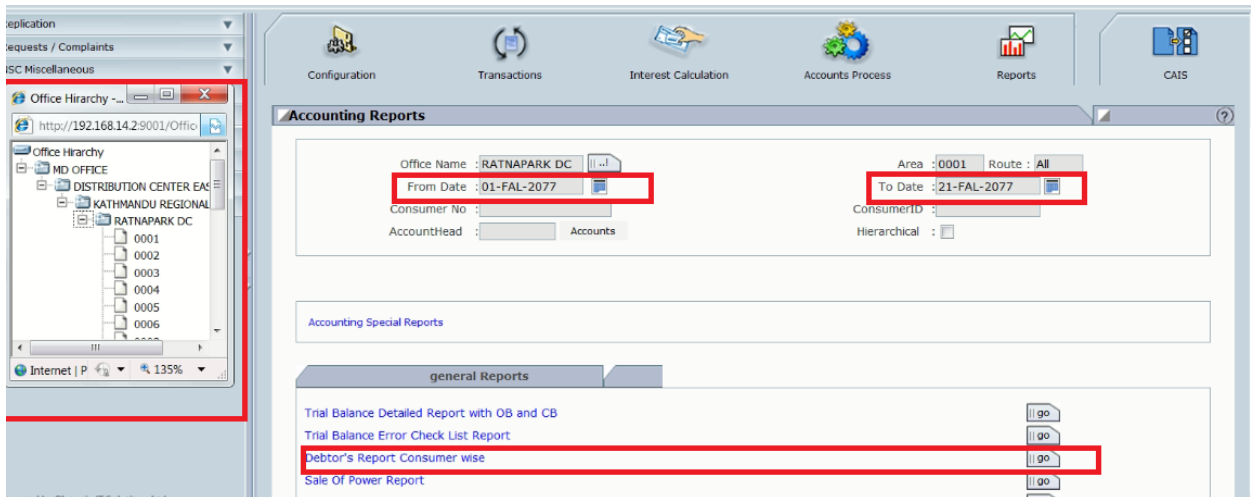 Replication
Requests / Complaints
Miscellaneous
Configuration
Transactions
Interest Calculation
Accounts Process
Reports
CAIS
Office Hirarchy -...
http://192.168.14.2:9001/Offic
Office Hirarchy
MD OFFICE
DISTRIBUTION CENTER EAS
KATHMANDU REGIONAL
RATNAPARK DC
0001
0002
0003
0004
0005
0006
Internet | P
135%
Accounting Reports
Office Name : RATNAPARK DC
Area : 0001 Route : All
From Date : 01-FAL-2077
To Date : 21-FAL-2077
Consumer No :
ConsumerID :
AccountHead : Accounts
Hierarchical :
Accounting Special Reports
general Reports
Trial Balance Detailed Report with OB and CB go
Trial Balance Error Check List Report go
Debtor's Report Consumer wise go
Sale Of Power Report go